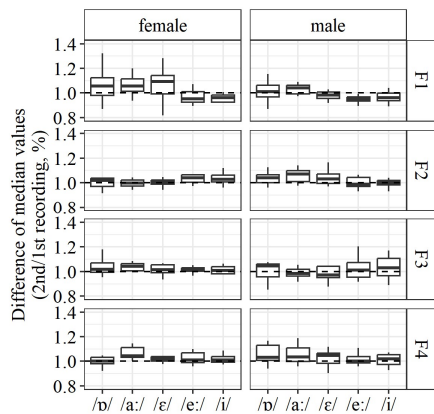 female male
Difference of median values
(2nd/1st recording, %)
1.4
1.2
1.0
0.8
F1
1.4
1.2
1.0
0.8
F2
1.4
1.2
1.0
0.8
F3
1.4
1.2
1.0
0.8
F4
/ɒ/ /aː/ /ɛ/ /eː/ /i/ /ɒ/ /aː/ /ɛ/ /eː/ /i/